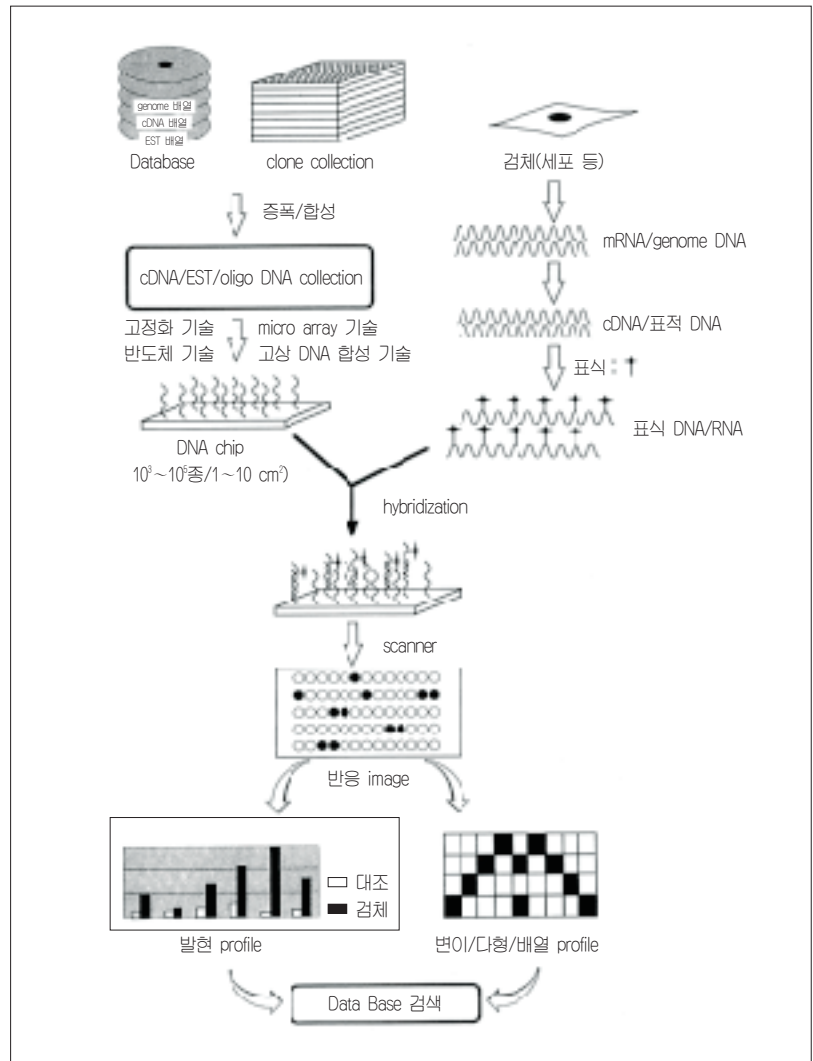 genome 배열
cDNA 배열
EST 배열
Database
clone collection
검체(세포 등)
증폭/합성
mRNA/genome DNA
cDNA/EST/oligo DNA collection
cDNA/표적 DNA
고정화 기술
micro array 기술
반도체 기술
고상 DNA 합성 기술
표식 :
표식 DNA/RNA
DNA chip
10³~10⁵종/1~10 cm²)
hybridization
scanner
반응 image
대조
검체
발현 profile
변이/다형/배열 profile
Data Base 검색